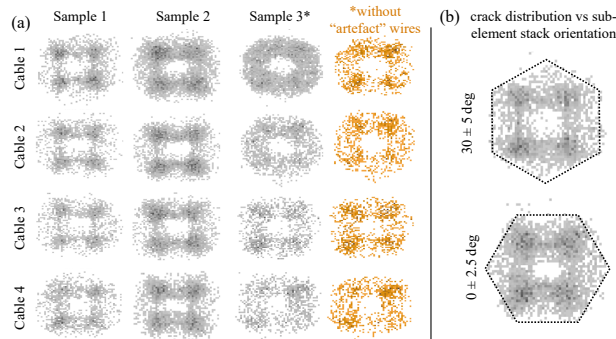 (a)
Sample 1
Sample 2
Sample 3*
*without
“artefact” wires
Cable 1
Cable 2
Cable 3
Cable 4
(b)
crack distribution vs sub-
element stack orientation
30 ± 5 deg
0 ± 2.5 deg